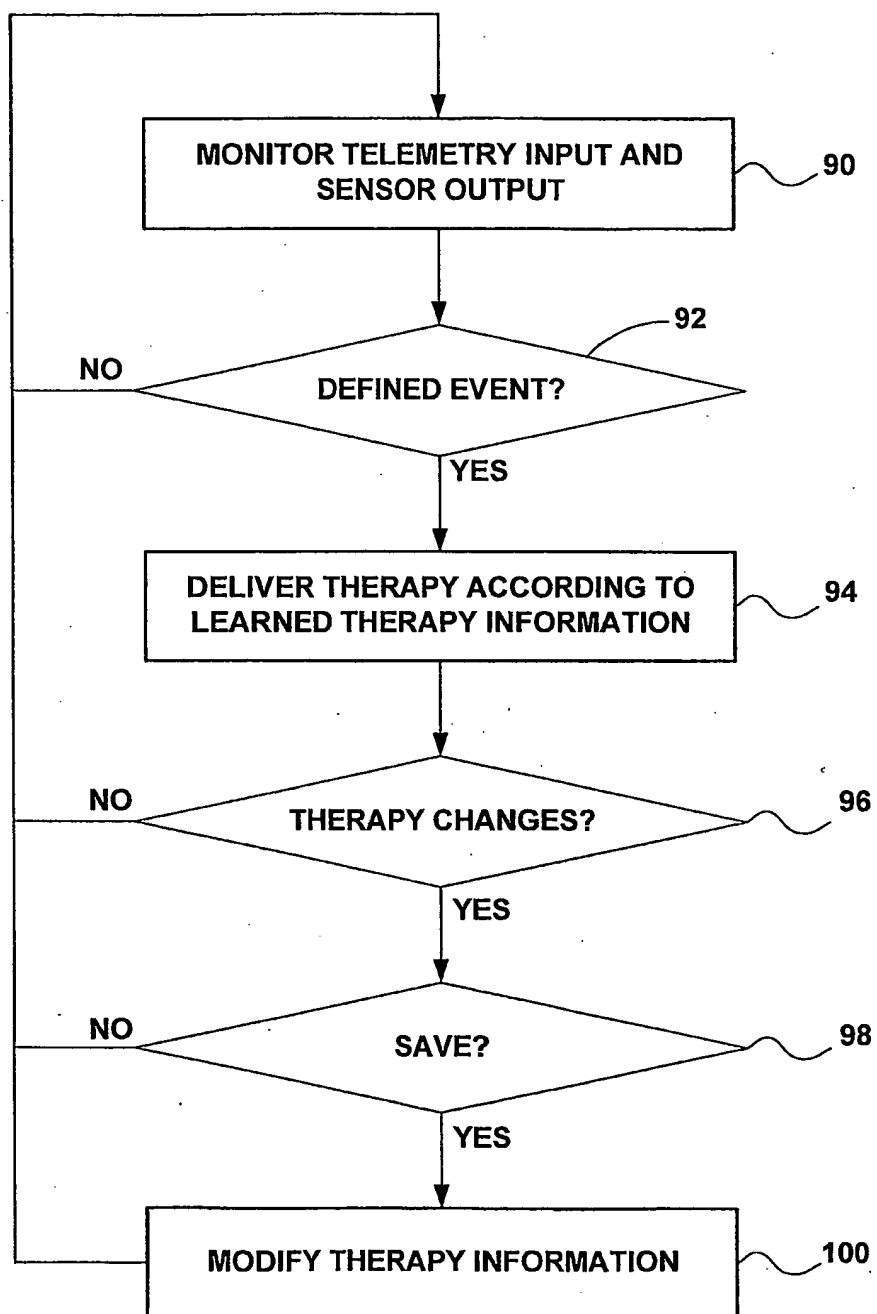 MONITOR TELEMETRY INPUT AND
SENSOR OUTPUT
90
92
NO
DEFINED EVENT?
YES
DELIVER THERAPY ACCORDING TO
LEARNED THERAPY INFORMATION
94
NO
THERAPY CHANGES?
96
YES
NO
SAVE?
98
YES
MODIFY THERAPY INFORMATION
100